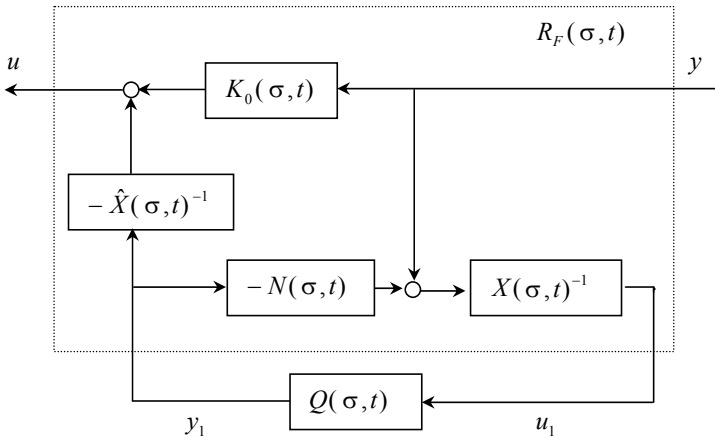 R_F(σ,t)
u
y
K_0(σ,t)
− X̂(σ,t)^{−1}
− N(σ,t)
X(σ,t)^{−1}
Q(σ,t)
y_1
u_1